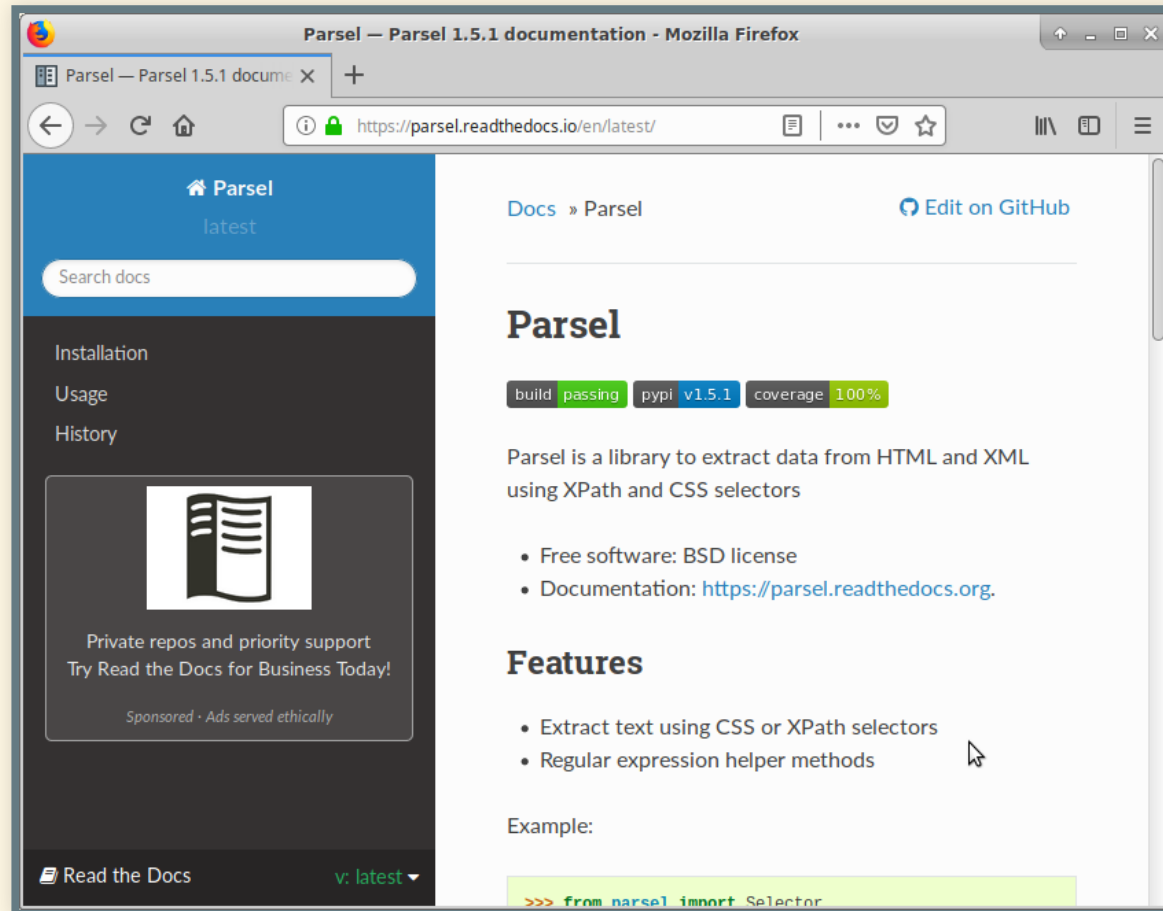 Parsel — Parsel 1.5.1 documentation - Mozilla Firefox
Parsel — Parsel 1.5.1 docume
https://parsel.readthedocs.io/en/latest/
Parsel
latest
Search docs
Installation
Usage
History
Private repos and priority support
Try Read the Docs for Business Today!
Sponsored · Ads served ethically
Read the Docs
v: latest
Docs » Parsel
Edit on GitHub
Parsel
build passing pypi v1.5.1 coverage 100%
Parsel is a library to extract data from HTML and XML
using XPath and CSS selectors
• Free software: BSD license
• Documentation: https://parsel.readthedocs.org.
Features
• Extract text using CSS or XPath selectors
• Regular expression helper methods
Example:
>>> from parsel import Selector